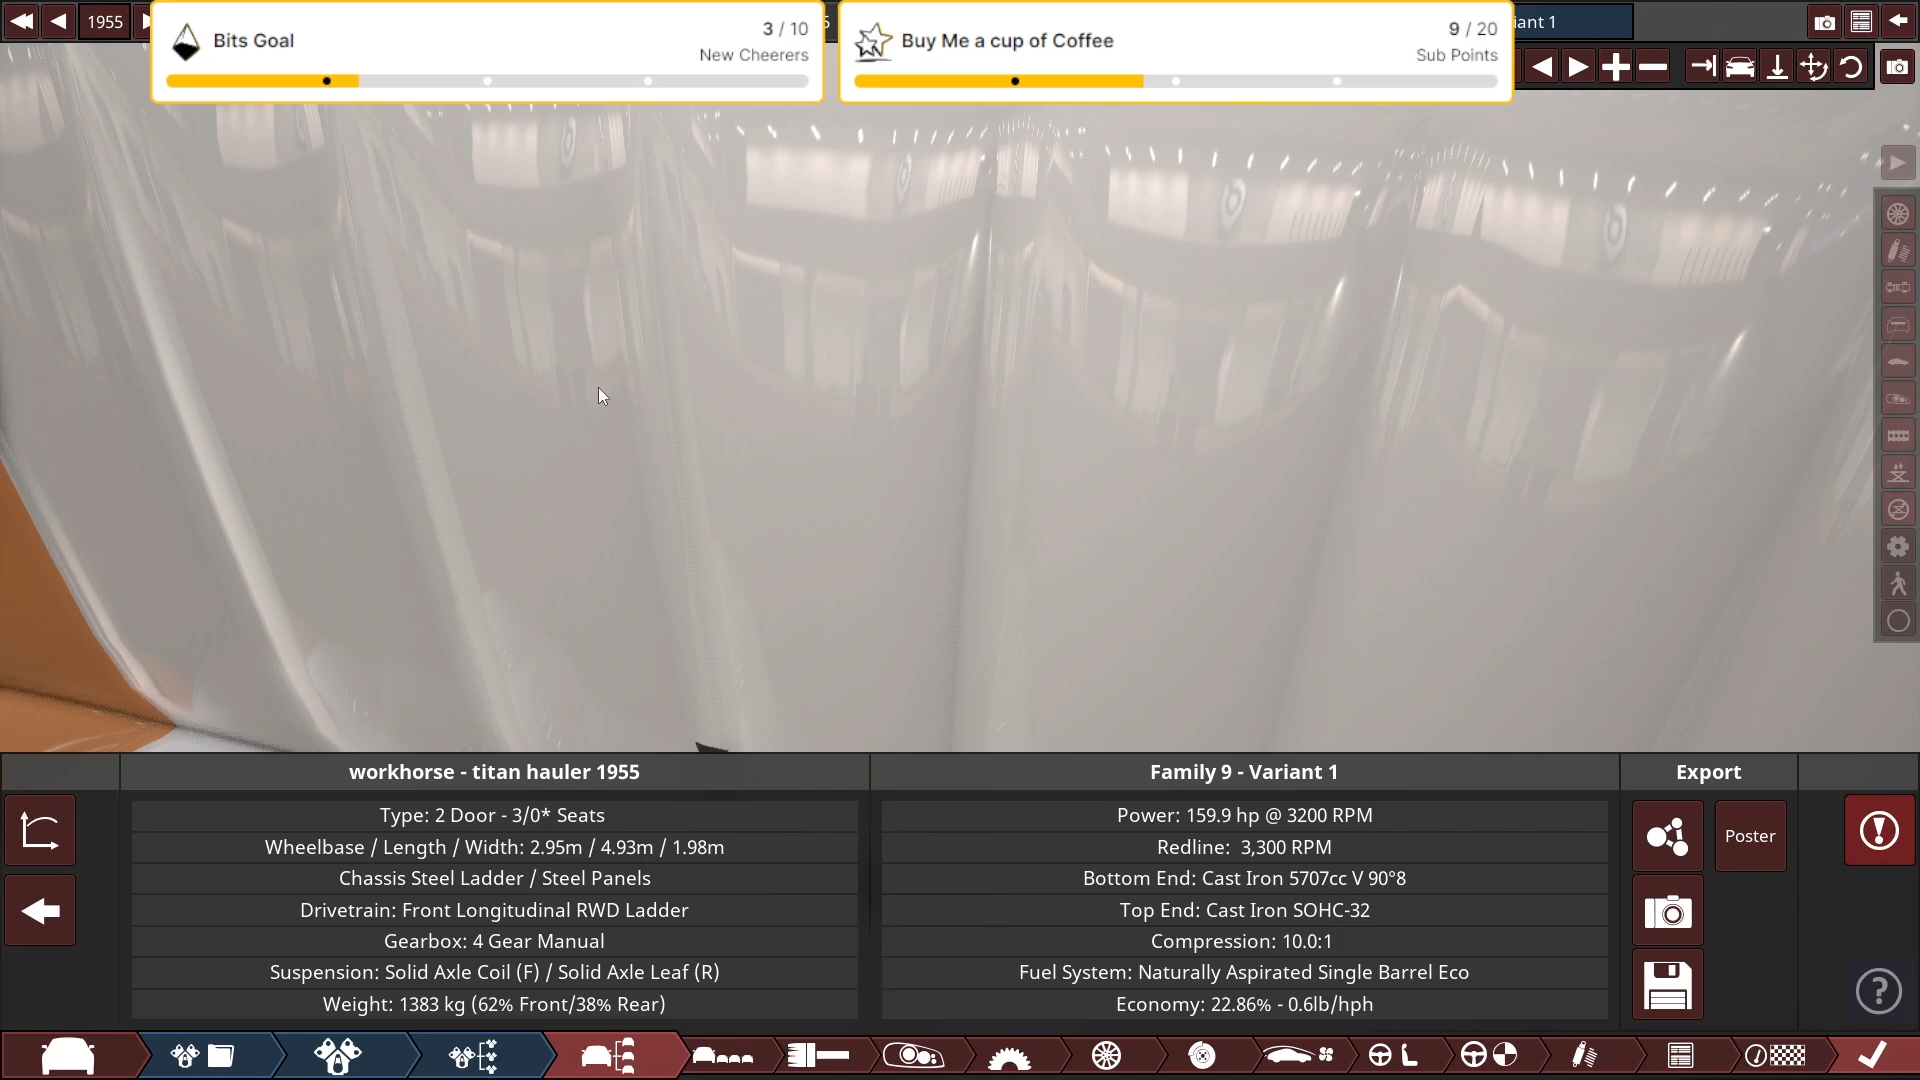 1955
Bits Goal
3 / 10
New Cheerers
Buy Me a cup of Coffee
9 / 20
Sub Points
iant 1
workhorse - titan hauler 1955
Type: 2 Door - 3/0* Seats
Wheelbase / Length / Width: 2.95m / 4.93m / 1.98m
Chassis Steel Ladder / Steel Panels
Drivetrain: Front Longitudinal RWD Ladder
Gearbox: 4 Gear Manual
Suspension: Solid Axle Coil (F) / Solid Axle Leaf (R)
Weight: 1383 kg (62% Front/38% Rear)
Family 9 - Variant 1
Power: 159.9 hp @ 3200 RPM
Redline: 3,300 RPM
Bottom End: Cast Iron 5707cc V 90°8
Top End: Cast Iron SOHC-32
Compression: 10.0:1
Fuel System: Naturally Aspirated Single Barrel Eco
Economy: 22.86% - 0.6lb/hph
Export
Poster